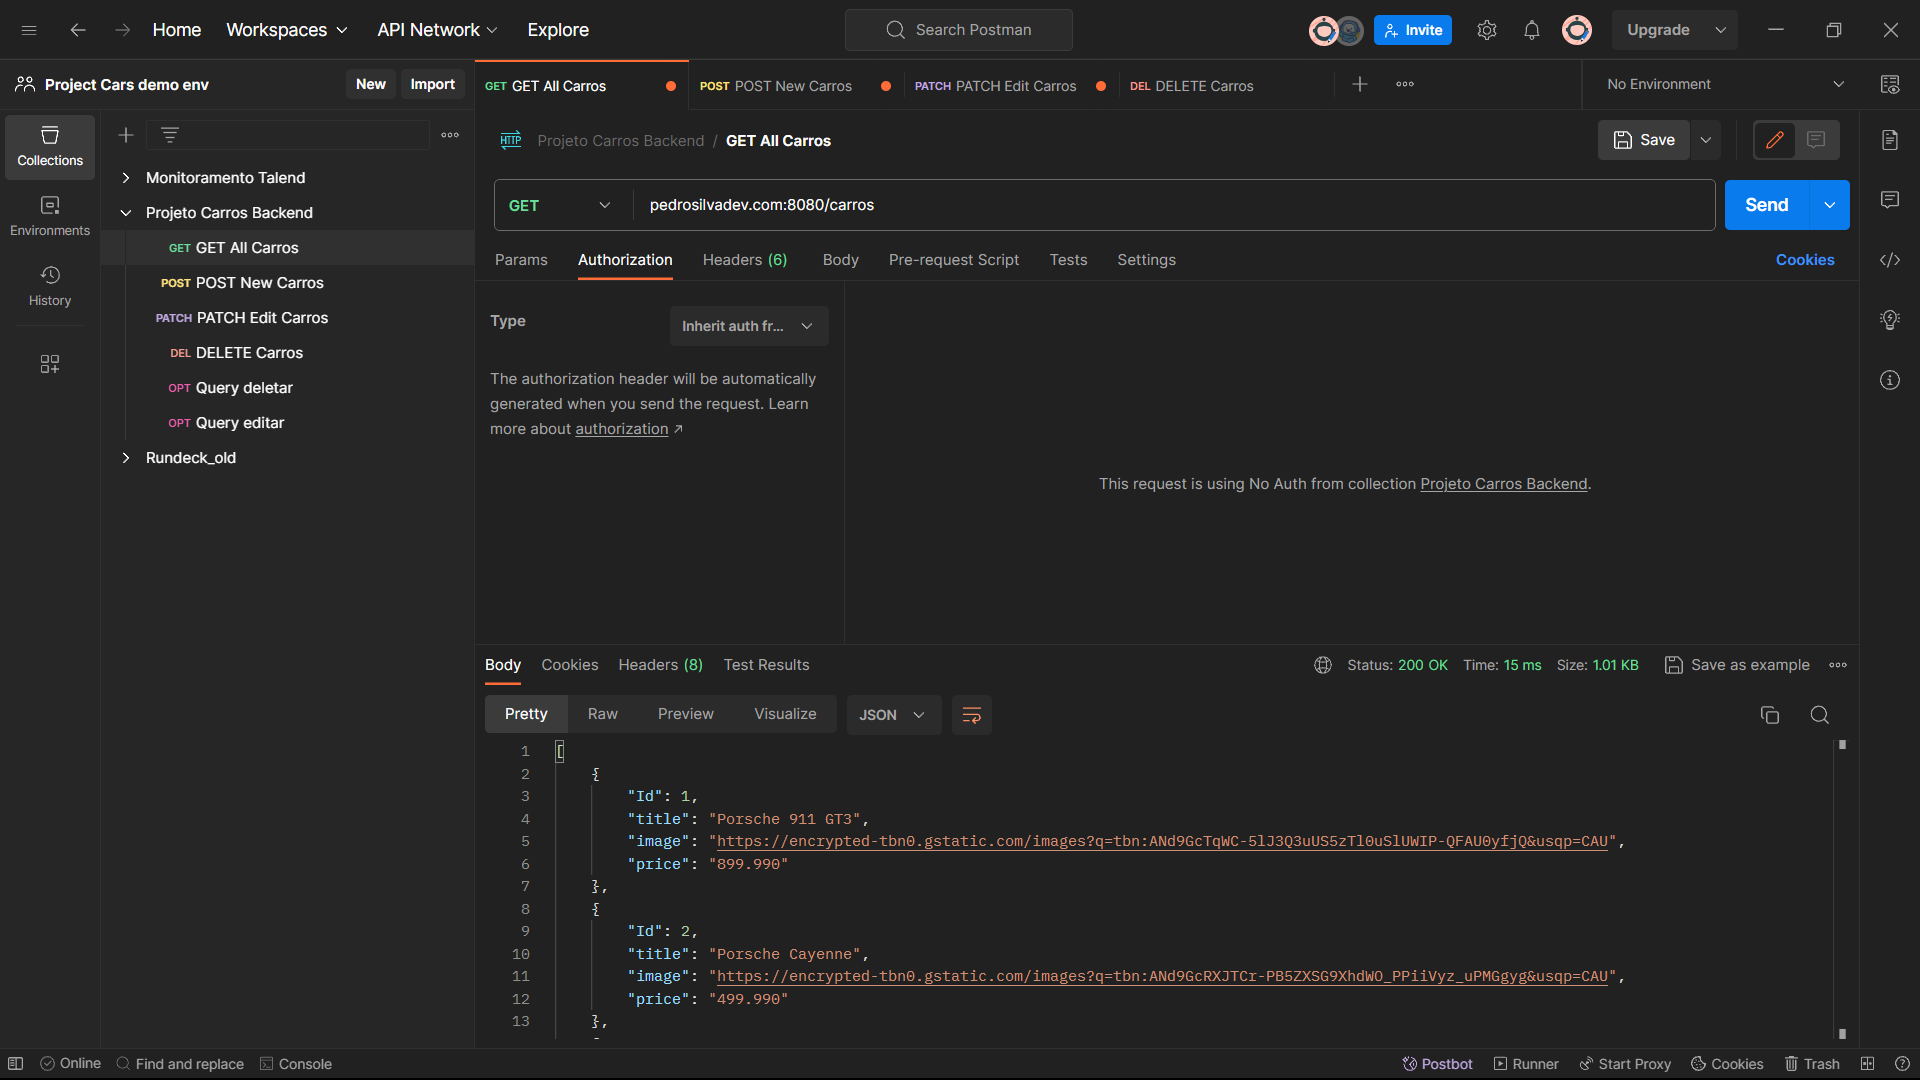 Home Workspaces API Network Explore Search Postman Invite Upgrade
Project Cars demo env New Import
GET GET All Carros POST POST New Carros PATCH PATCH Edit Carros DEL DELETE Carros No Environment
Collections
Environments
History
Monitoramento Talend
Projeto Carros Backend
GET GET All Carros
POST POST New Carros
PATCH PATCH Edit Carros
DEL DELETE Carros
OPT Query deletar
OPT Query editar
Rundeck_old
HTTP Projeto Carros Backend / GET All Carros Save
GET pedrosilvadev.com:8080/carros Send
Params Authorization Headers (6) Body Pre-request Script Tests Settings Cookies
Type Inherit auth fr...
The authorization header will be automatically
generated when you send the request. Learn
more about authorization ↗
This request is using No Auth from collection Projeto Carros Backend.
Body Cookies Headers (8) Test Results Status: 200 OK Time: 15 ms Size: 1.01 KB Save as example
Pretty Raw Preview Visualize JSON
1 [
2 {
3 "Id": 1,
4 "title": "Porsche 911 GT3",
5 "image": "https://encrypted-tbn0.gstatic.com/images?q=tbn:ANd9GcTqWC-5lJ3Q3uUS5zTl0uSlUWIP-QFAU0yfjQ&usqp=CAU",
6 "price": "899.990"
7 },
8 {
9 "Id": 2,
10 "title": "Porsche Cayenne",
11 "image": "https://encrypted-tbn0.gstatic.com/images?q=tbn:ANd9GcRXJTCr-PB5ZXSG9XhdWO_PPiiVyz_uPMGgyg&usqp=CAU",
12 "price": "499.990"
13 },
Online Find and replace Console Postbot Runner Start Proxy Cookies Trash